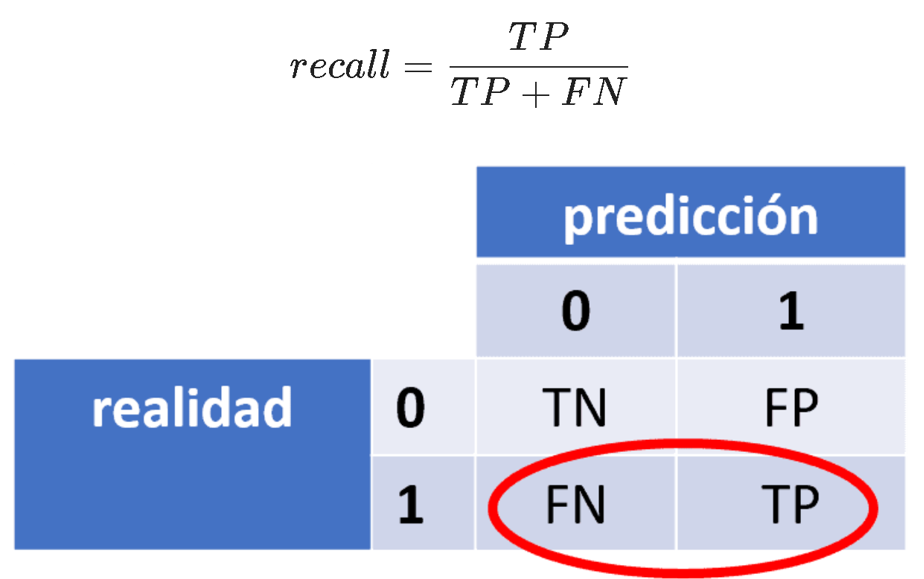 recall = TP / TP + FN
predicción
0 1
realidad 0 TN FP
1 FN TP